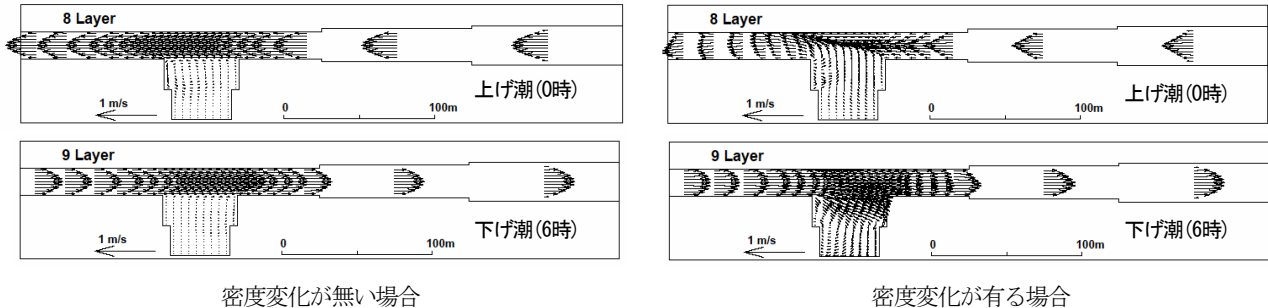 8 Layer
上げ潮(0時)
1 m/s
0
100m
9 Layer
下げ潮(6時)
1 m/s
0
100m
密度変化が無い場合
8 Layer
上げ潮(0時)
1 m/s
0
100m
9 Layer
下げ潮(6時)
1 m/s
0
100m
密度変化が有る場合